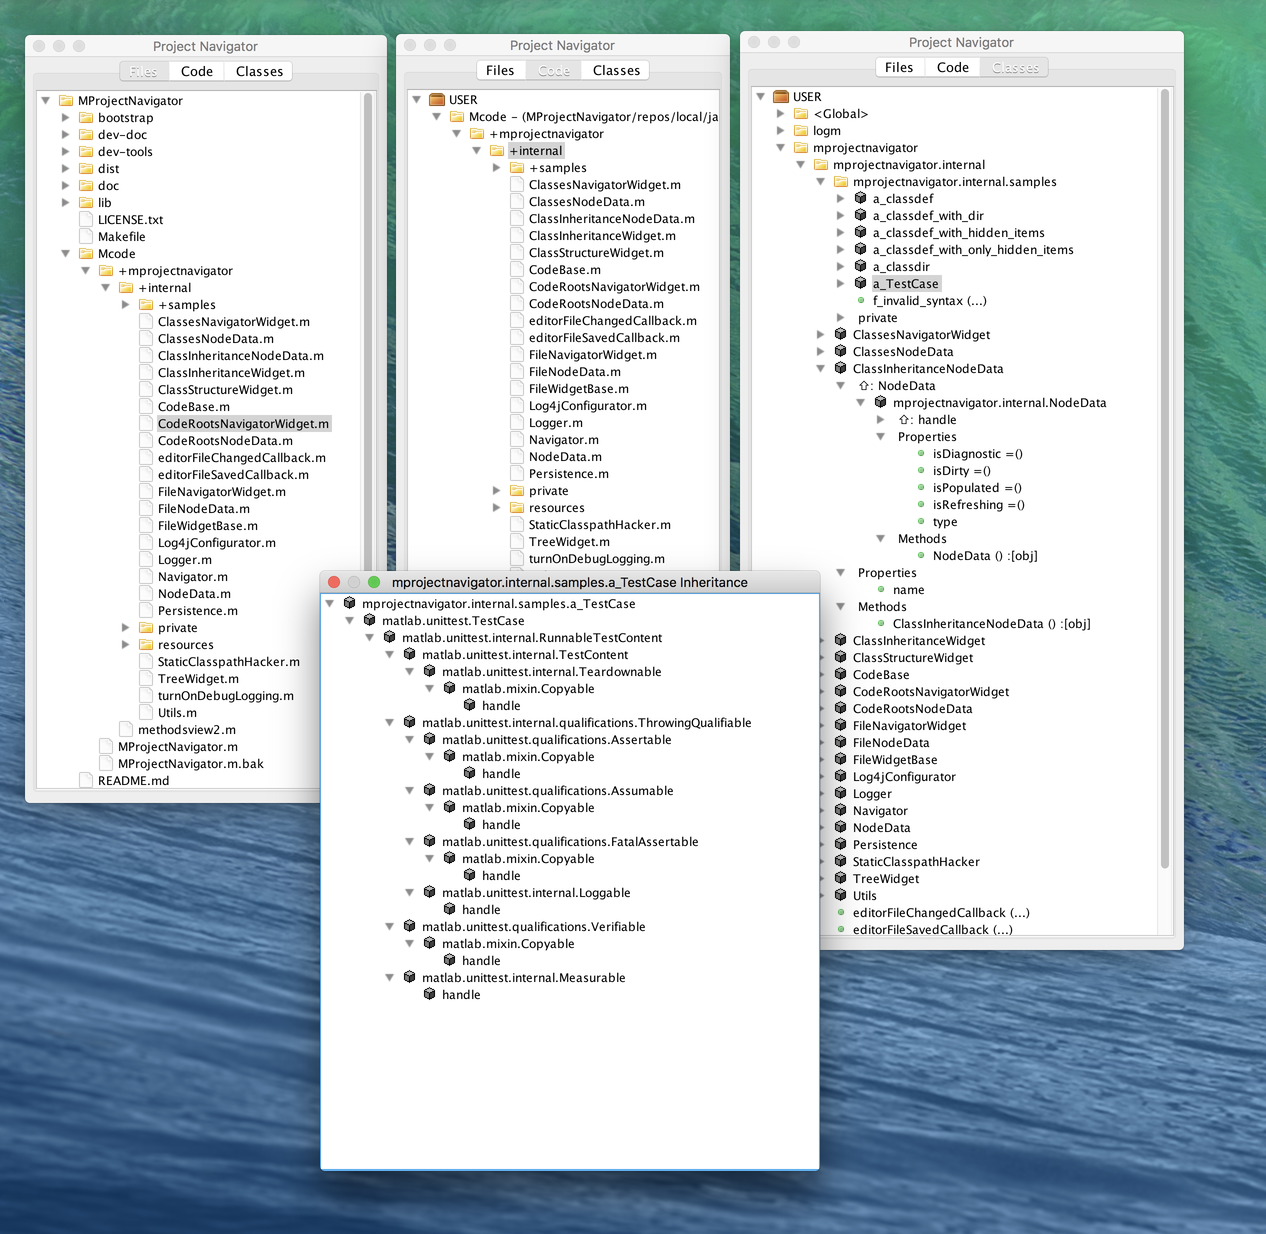 Project Navigator
Files
Code
Classes
MProjectNavigator
bootstrap
dev-doc
dev-tools
dist
doc
lib
LICENSE.txt
Makefile
Mcode
+mprojectnavigator
+internal
+samples
ClassesNavigatorWidget.m
ClassesNodeData.m
ClassInheritanceNodeData.m
ClassInheritanceWidget.m
ClassStructureWidget.m
CodeBase.m
CodeRootsNavigatorWidget.m
CodeRootsNodeData.m
editorFileChangedCallback.m
editorFileSavedCallback.m
FileNavigatorWidget.m
FileNodeData.m
FileWidgetBase.m
Log4jConfigurator.m
Logger.m
Navigator.m
NodeData.m
Persistence.m
private
resources
StaticClasspathHacker.m
TreeWidget.m
turnOnDebugLogging.m
Utils.m
methodsview2.m
MProjectNavigator.m
MProjectNavigator.m.bak
README.md
Project Navigator
Files
Code
Classes
USER
Mcode - (MProjectNavigator/repos/local/ja
+mprojectnavigator
+internal
+samples
ClassesNavigatorWidget.m
ClassesNodeData.m
ClassInheritanceNodeData.m
ClassInheritanceWidget.m
ClassStructureWidget.m
CodeBase.m
CodeRootsNavigatorWidget.m
CodeRootsNodeData.m
editorFileChangedCallback.m
editorFileSavedCallback.m
FileNavigatorWidget.m
FileNodeData.m
FileWidgetBase.m
Log4jConfigurator.m
Logger.m
Navigator.m
NodeData.m
Persistence.m
private
resources
StaticClasspathHacker.m
TreeWidget.m
turnOnDebugLogging.m
Project Navigator
Files
Code
Classes
USER
<Global>
logm
mprojectnavigator
mprojectnavigator.internal
mprojectnavigator.internal.samples
a_classdef
a_classdef_with_dir
a_classdef_with_hidden_items
a_classdef_with_only_hidden_items
a_classdir
a_TestCase
f_invalid_syntax (...)
private
ClassesNavigatorWidget
ClassesNodeData
ClassInheritanceNodeData
⇧: NodeData
mprojectnavigator.internal.NodeData
⇧: handle
Properties
isDiagnostic =()
isDirty =()
isPopulated =()
isRefreshing =()
type
Methods
NodeData () :[obj]
Properties
name
Methods
ClassInheritanceNodeData () :[obj]
ClassInheritanceWidget
ClassStructureWidget
CodeBase
CodeRootsNavigatorWidget
CodeRootsNodeData
FileNavigatorWidget
FileNodeData
FileWidgetBase
Log4jConfigurator
Logger
Navigator
NodeData
Persistence
StaticClasspathHacker
TreeWidget
Utils
editorFileChangedCallback (...)
editorFileSavedCallback (...)
mprojectnavigator.internal.samples.a_TestCase Inheritance
mprojectnavigator.internal.samples.a_TestCase
matlab.unittest.TestCase
matlab.unittest.internal.RunnableTestContent
matlab.unittest.internal.TestContent
matlab.unittest.internal.Teardownable
matlab.mixin.Copyable
handle
matlab.unittest.internal.qualifications.ThrowingQualifiable
matlab.unittest.qualifications.Assertable
matlab.mixin.Copyable
handle
matlab.unittest.qualifications.Assumable
matlab.mixin.Copyable
handle
matlab.unittest.qualifications.FatalAssertable
matlab.mixin.Copyable
handle
matlab.unittest.internal.Loggable
handle
matlab.unittest.qualifications.Verifiable
matlab.mixin.Copyable
handle
matlab.unittest.internal.Measurable
handle